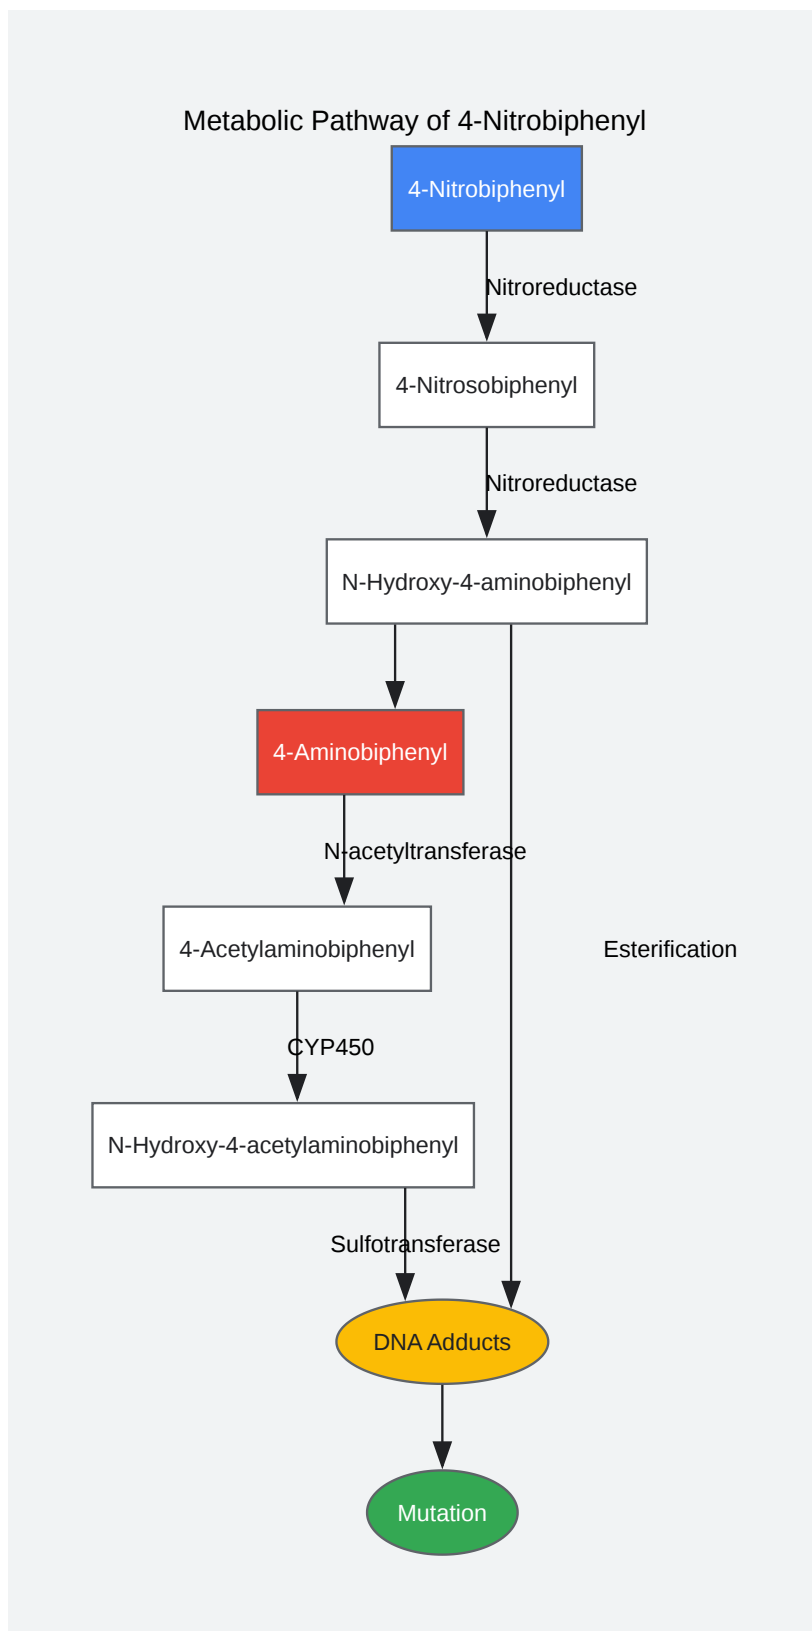 Metabolic Pathway of 4-Nitrobiphenyl
4-Nitrobiphenyl
Nitroreductase
4-Nitrosobiphenyl
Nitroreductase
N-Hydroxy-4-aminobiphenyl
4-Aminobiphenyl
N-acetyltransferase
4-Acetylaminobiphenyl
Esterification
CYP450
N-Hydroxy-4-acetylaminobiphenyl
Sulfotransferase
DNA Adducts
Mutation